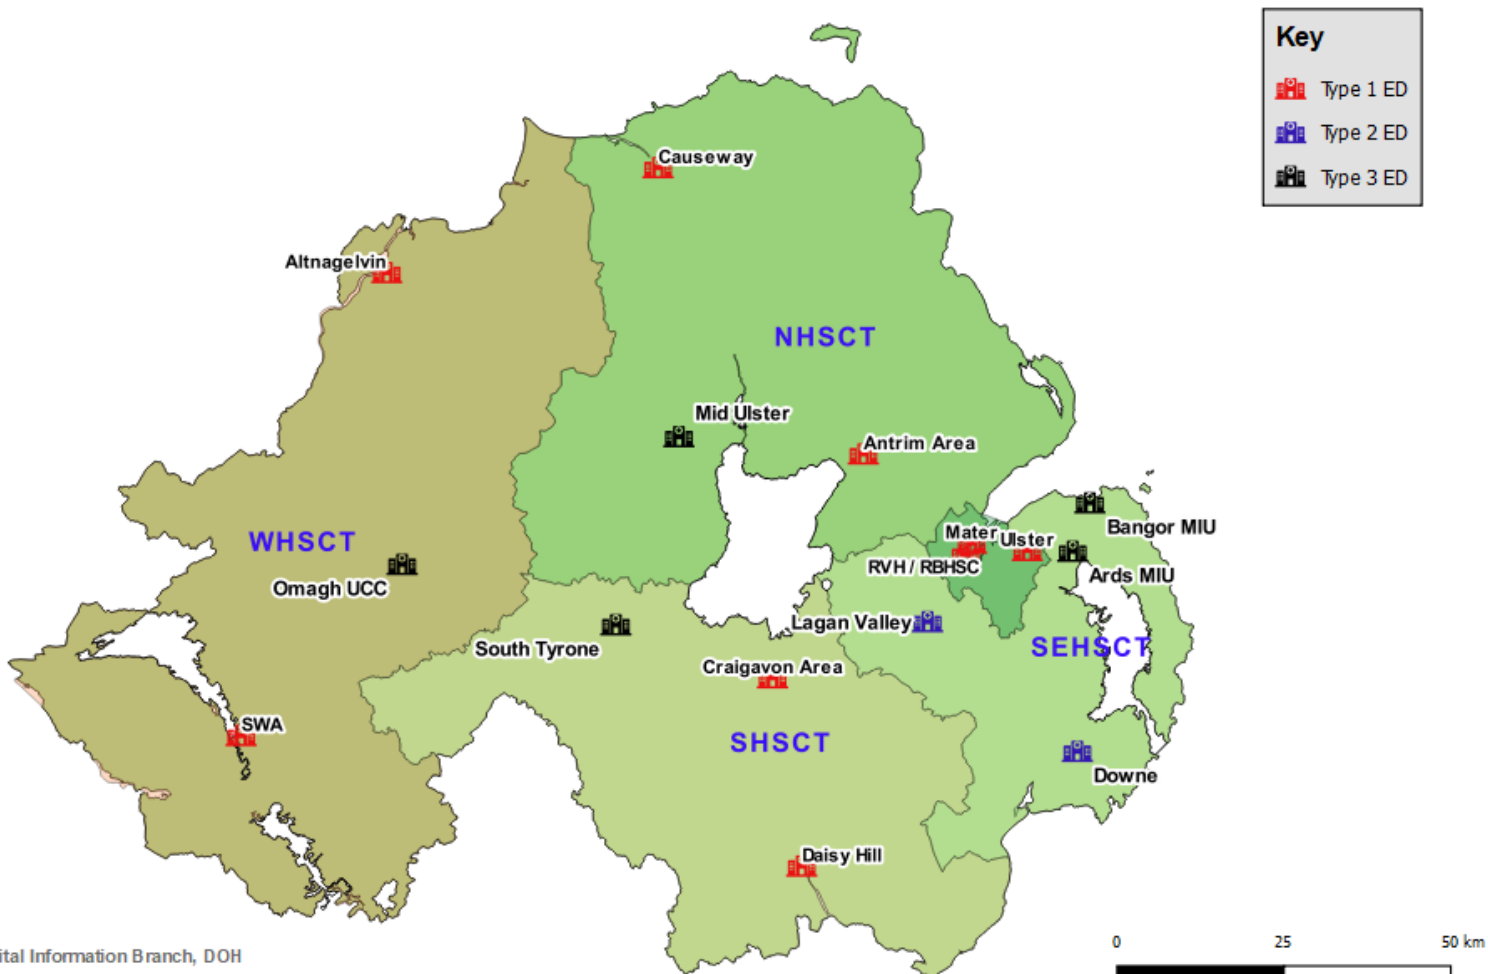 Key
Type 1 ED
Type 2 ED
Type 3 ED
Causeway
Altnagelvin
NHSCT
Mid Ulster
Antrim Area
Bangor MIU
Mater
Ulster
WHSCT
RVH / RBHSC
Ards MIU
Omagh UCC
Lagan Valley
South Tyrone
SEHSCT
Craigavon Area
SWA
SHSCT
Downe
Daisy Hill
0 25 50 km
ital Information Branch, DOH